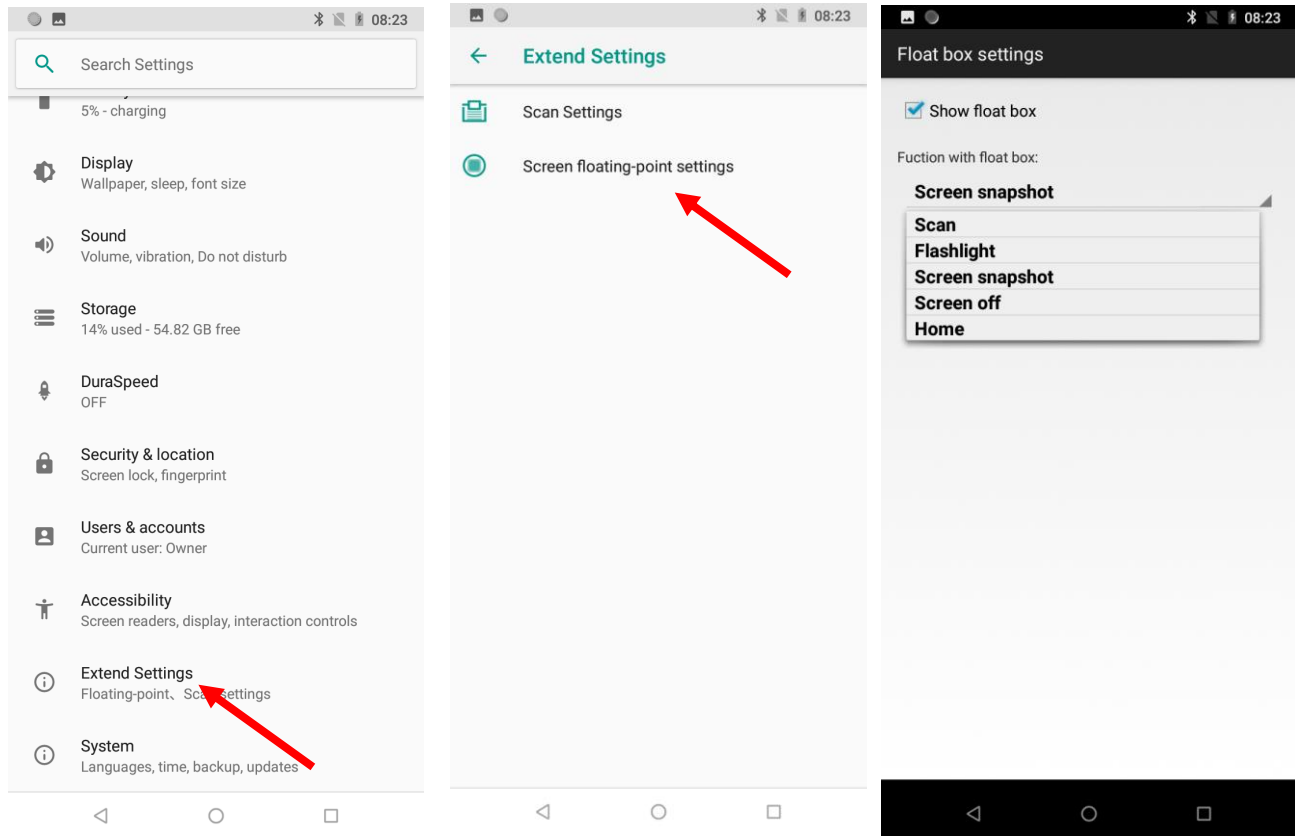 08:23
Search Settings
5% - charging
Display
Wallpaper, sleep, font size
Sound
Volume, vibration, Do not disturb
Storage
14% used - 54.82 GB free
DuraSpeed
OFF
Security & location
Screen lock, fingerprint
Users & accounts
Current user: Owner
Accessibility
Screen readers, display, interaction controls
Extend Settings
Floating-point、 settings
System
Languages, time, backup, updates
08:23
Extend Settings
Scan Settings
Screen floating-point settings
08:23
Float box settings
Show float box
Fuction with float box:
Screen snapshot
Scan
Flashlight
Screen snapshot
Screen off
Home